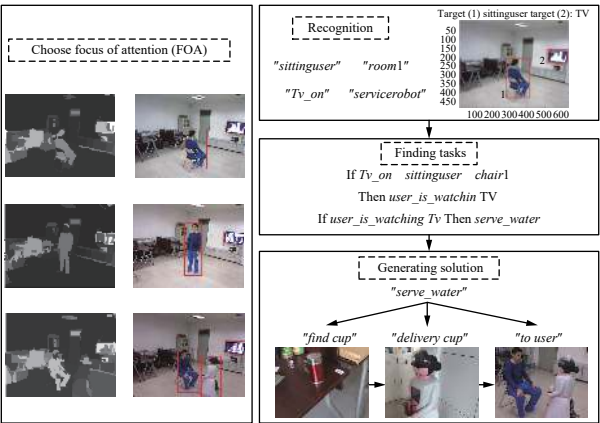 Choose focus of attention (FOA)
Recognition
"sittinguser" "room1"
"Tv_on" "servicerobot"
Target (1) sittinguser target (2): TV
50
100
150
200
250
300
350
400
450
100 200 300 400 500 600
2
1
Finding tasks
If Tv_on sittinguser chair1
Then user_is_watchin TV
If user_is_watching Tv Then serve_water
Generating solution
"serve_water"
"find cup" "delivery cup" "to user"